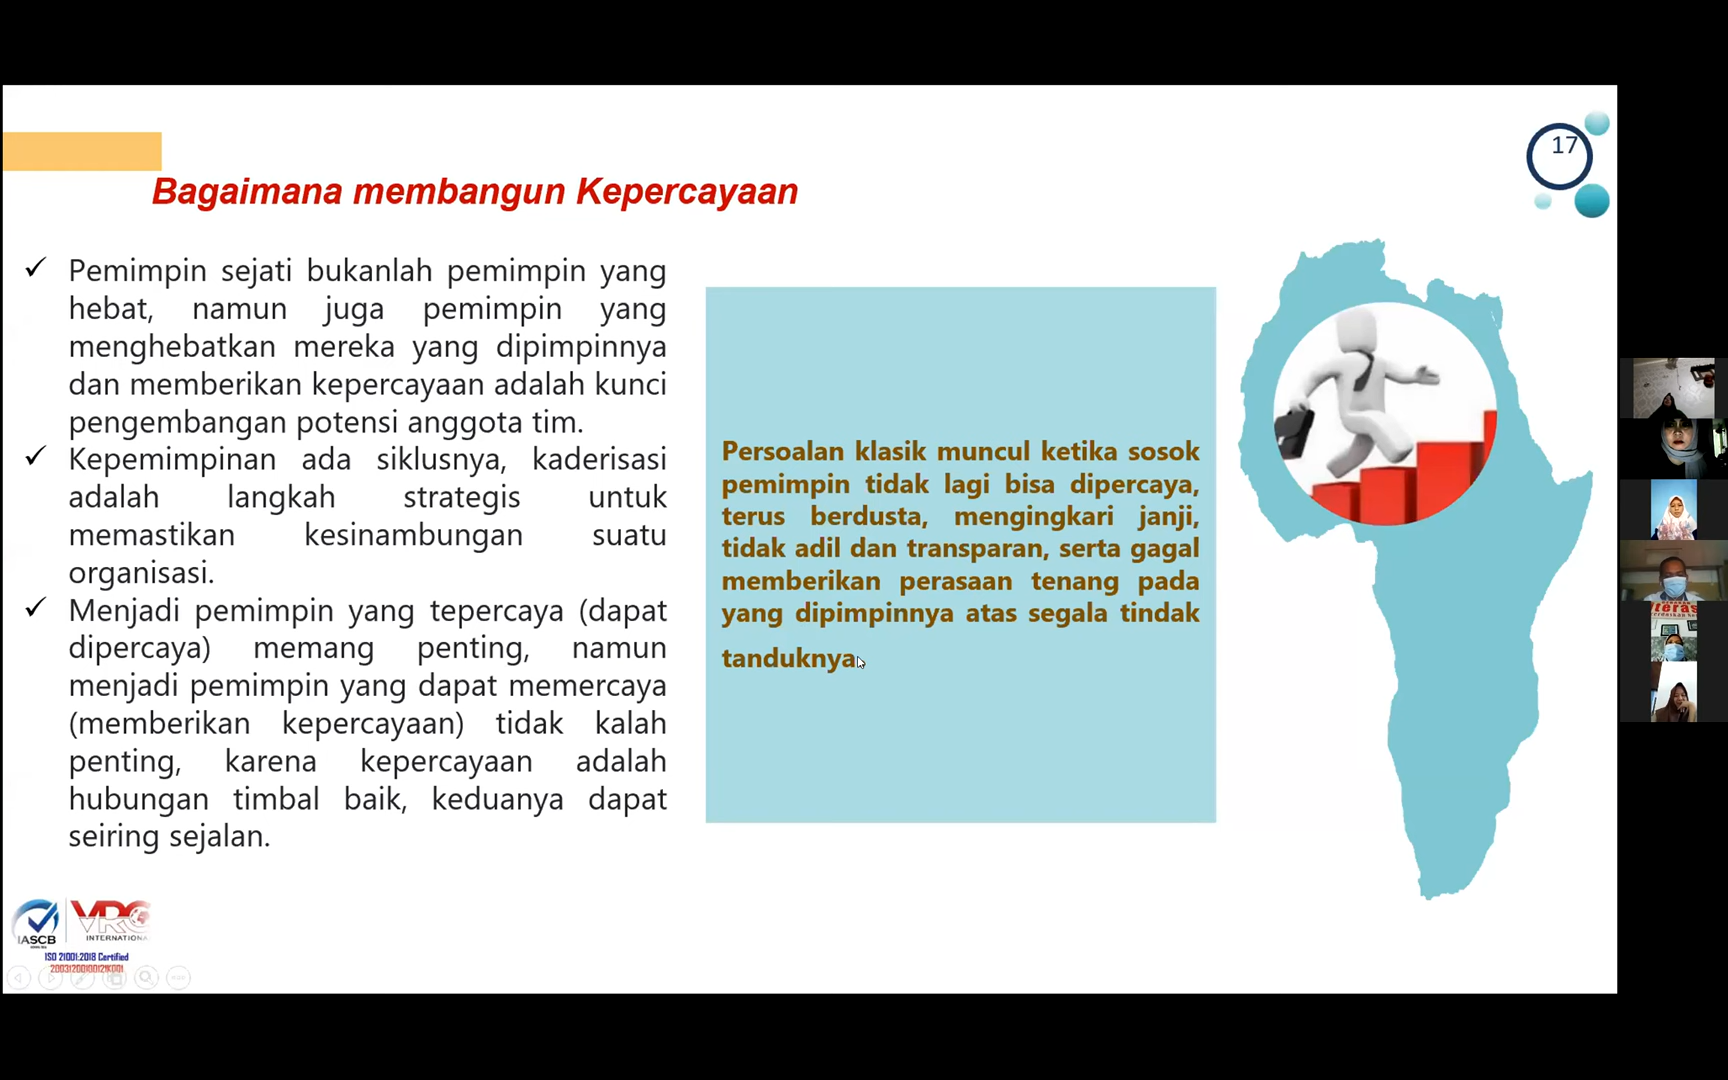 17
Bagaimana membangun Kepercayaan
✓ Pemimpin sejati bukanlah pemimpin yang
hebat, namun juga pemimpin yang
menghebatkan mereka yang dipimpinnya
dan memberikan kepercayaan adalah kunci
pengembangan potensi anggota tim.
✓ Kepemimpinan ada siklusnya, kaderisasi
adalah langkah strategis untuk
memastikan kesinambungan suatu
organisasi.
✓ Menjadi pemimpin yang tepercaya (dapat
dipercaya) memang penting, namun
menjadi pemimpin yang dapat memercaya
(memberikan kepercayaan) tidak kalah
penting, karena kepercayaan adalah
hubungan timbal baik, keduanya dapat
seiring sejalan.
Persoalan klasik muncul ketika sosok
pemimpin tidak lagi bisa dipercaya,
terus berdusta, mengingkari janji,
tidak adil dan transparan, serta gagal
memberikan perasaan tenang pada
yang dipimpinnya atas segala tindak
tanduknya.
IASCB
VRC
INTERNATIONAL
ISO 21001:2018 Certified